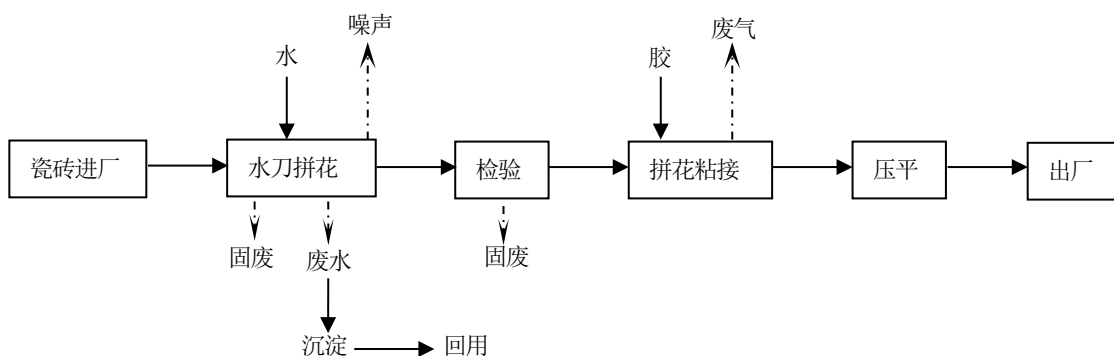 噪声
废气
水
胶
瓷砖进厂
水刀拼花
检验
拼花粘接
压平
出厂
固废
废水
固废
沉淀
回用